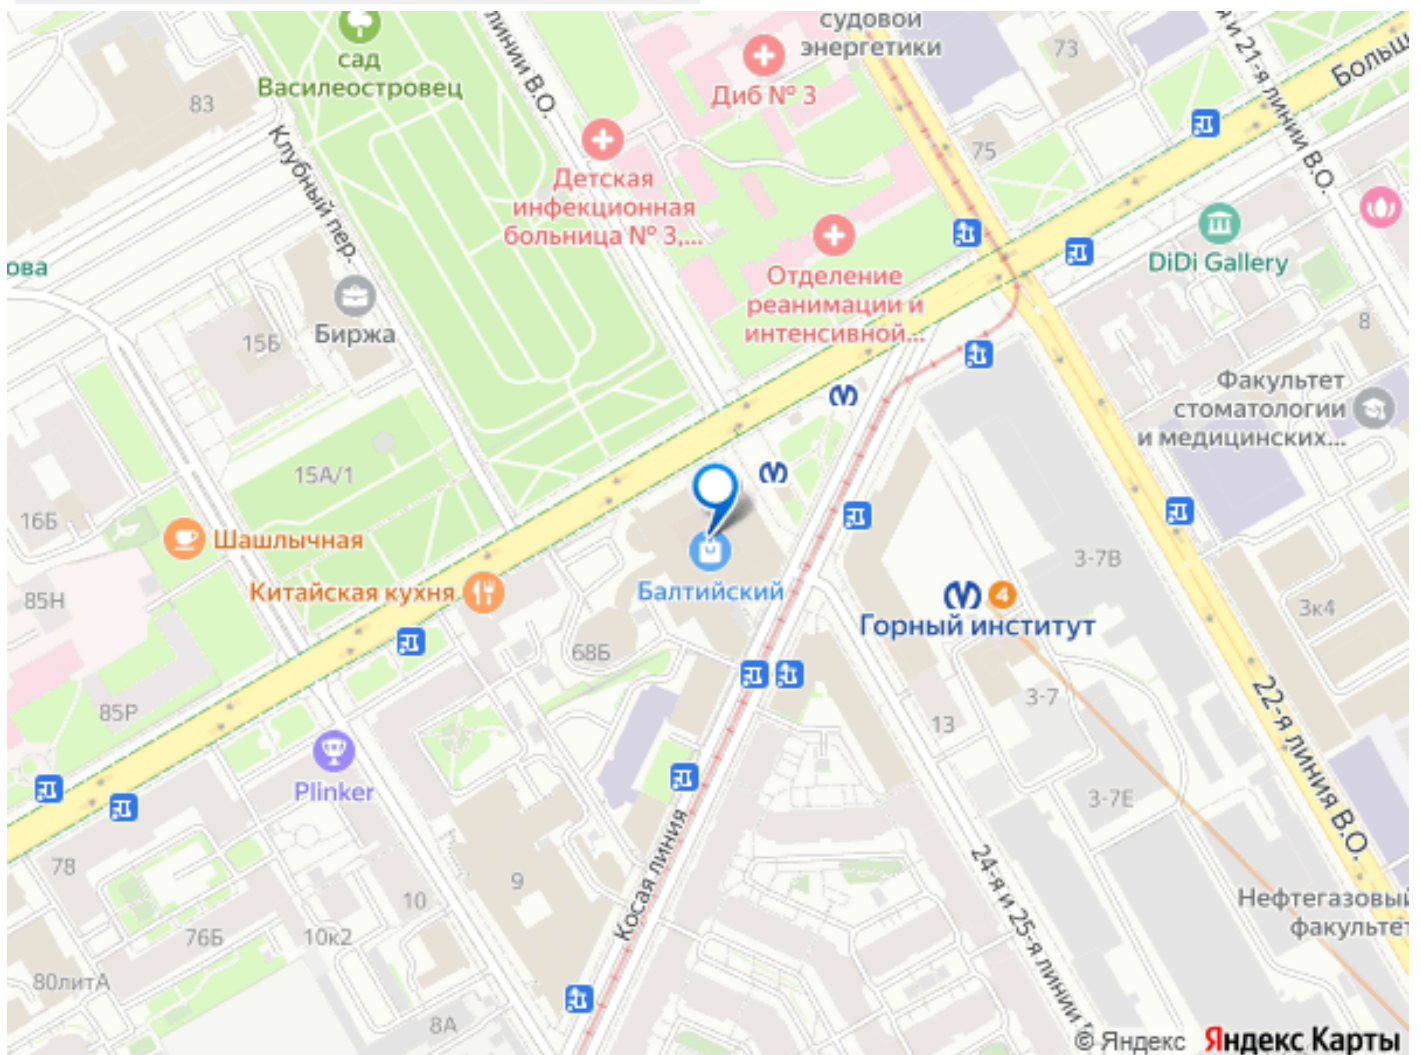 судовой
энергетики
сад
Василеостровец
83
линии В.О.
Диб № 3
73
я и 21-я линии В.О.
Больш
Клубный пер.
Детская
инфекционная
больница № 3,...
75
DiDi Gallery
ова
Биржа
15Б
Отделение
реанимации и
интенсивной...
8
Факультет
стоматологии
и медицинских...
15А/1
16Б
Шашлычная
Китайская кухня
Балтийский
85Н
68Б
Горный институт
4
3-7В
3к4
85Р
Plinker
3-7
13
3-7Е
22-я линия В.О.
78
9
10
10к2
76Б
80литА
8А
Косая линия
24-я и 25-я линии
Нефтегазовый
факультет
© Яндекс Яндекс Карты